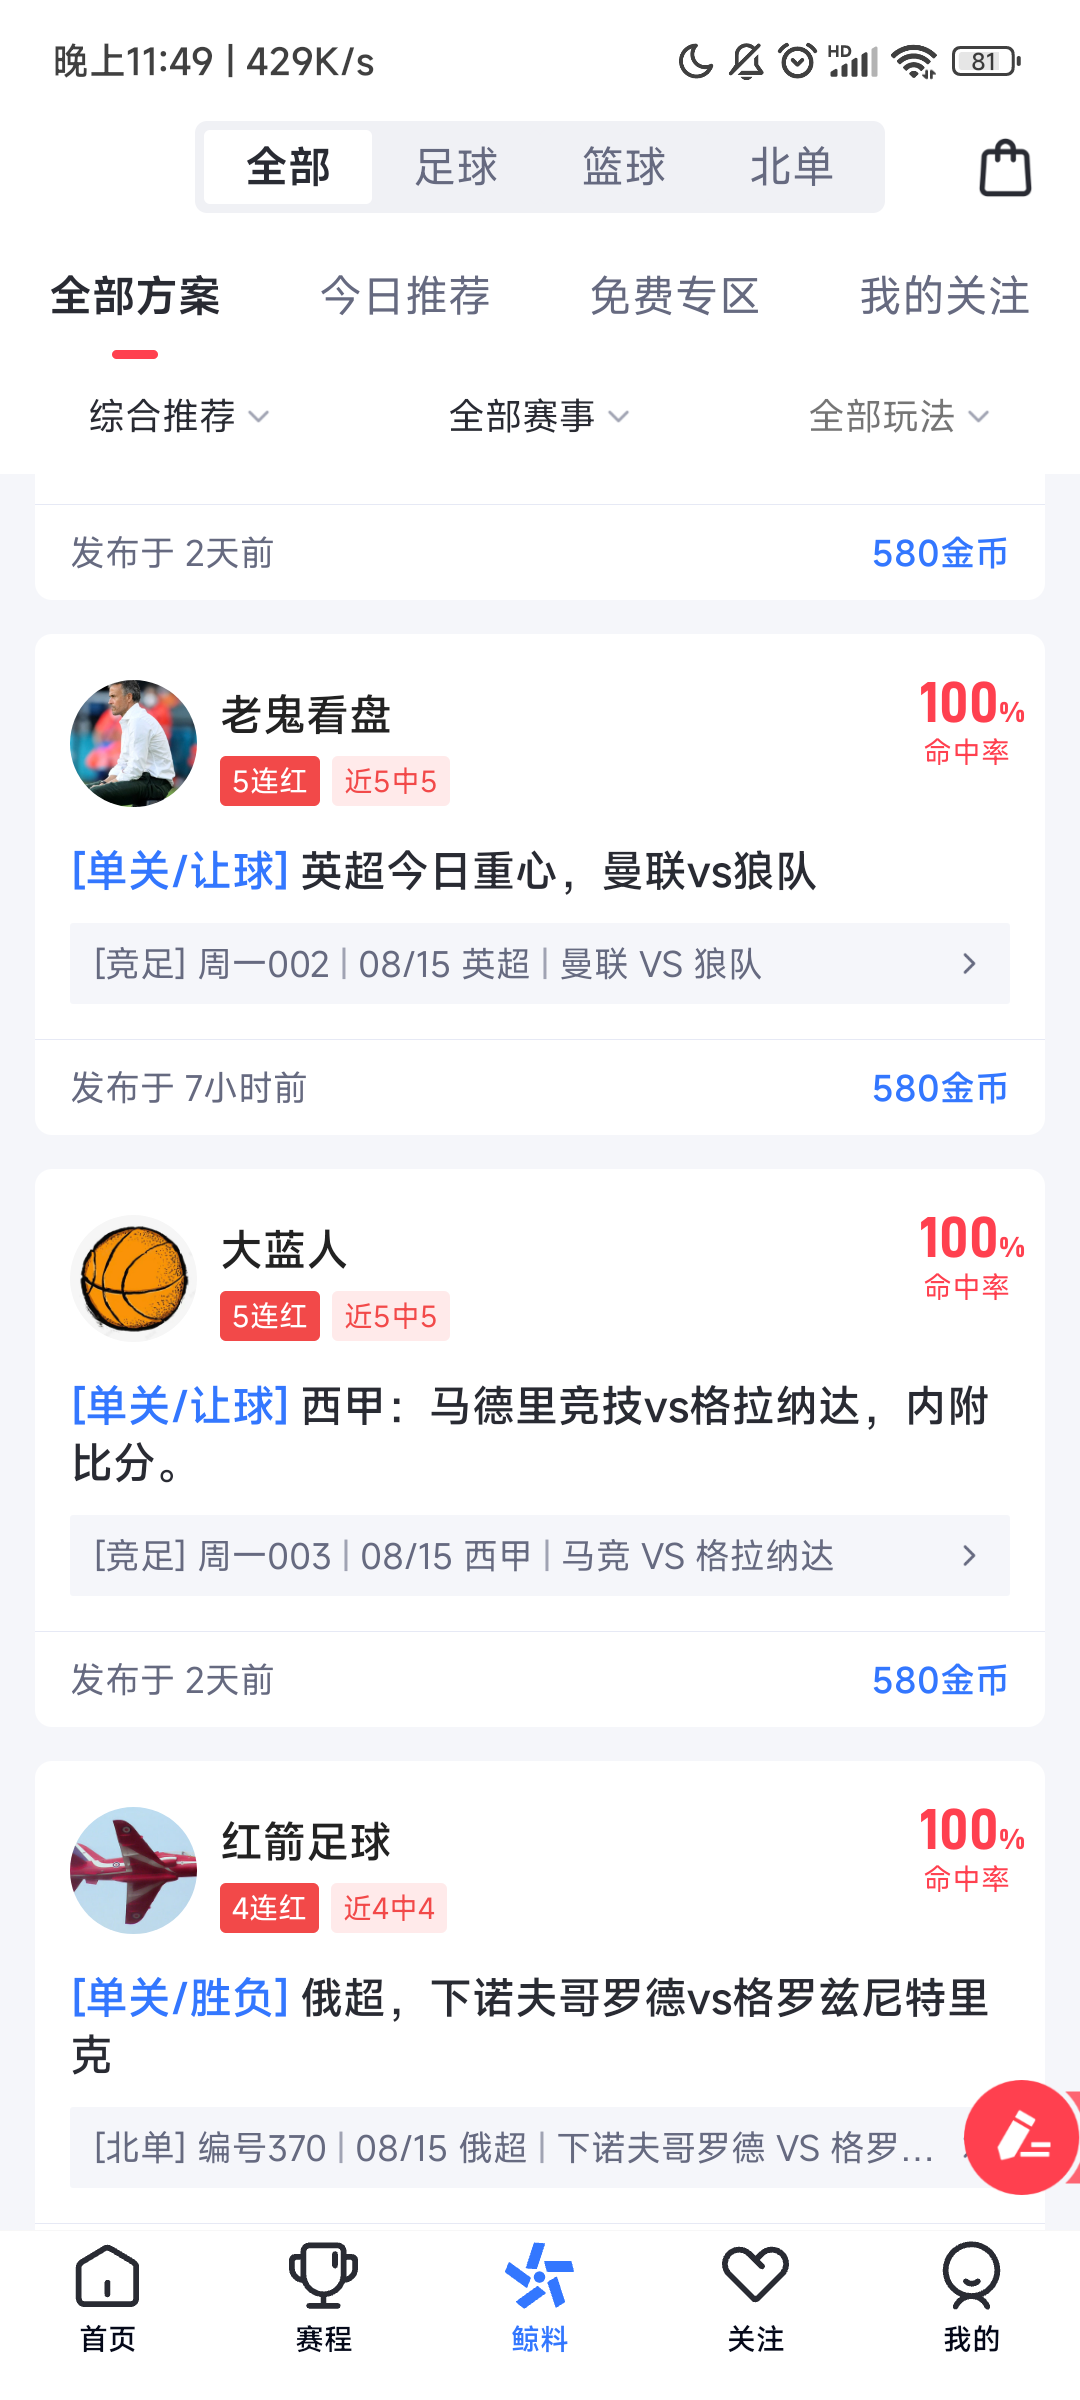 晚上11:49 | 429K/s
HD
81
全部 足球 篮球 北单
全部方案 今日推荐 免费专区 我的关注
综合推荐 全部赛事 全部玩法
发布于 2天前 580金币
老鬼看盘 100%
命中率
5连红 近5中5
[单关/让球] 英超今日重心，曼联vs狼队
[竞足] 周一002 | 08/15 英超 | 曼联 VS 狼队
发布于 7小时前 580金币
大蓝人 100%
命中率
5连红 近5中5
[单关/让球] 西甲：马德里竞技vs格拉纳达，内附
比分。
[竞足] 周一003 | 08/15 西甲 | 马竞 VS 格拉纳达
发布于 2天前 580金币
红箭足球 100%
命中率
4连红 近4中4
[单关/胜负] 俄超，下诺夫哥罗德vs格罗兹尼特里
克
[北单] 编号370 | 08/15 俄超 | 下诺夫哥罗德 VS 格罗...
首页 赛程 鲸料 关注 我的